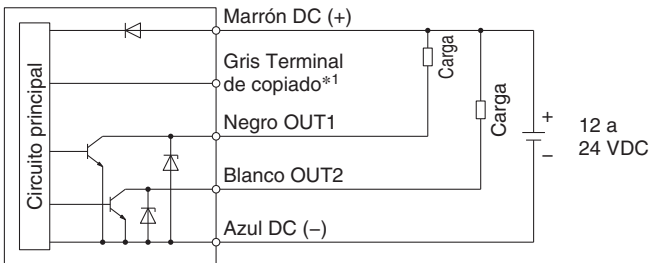 Marrón DC (+)
Gris Terminal
de copiado*1
Negro OUT1
Blanco OUT2
Azul DC (−)
Circuito principal
Carga
Carga
+
−
12 a
24 VDC